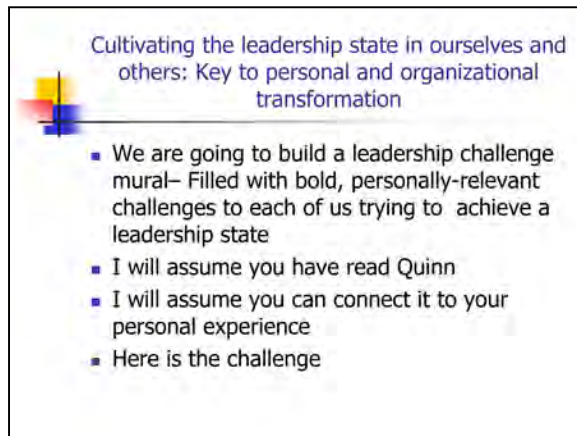 Cultivating the leadership state in ourselves and
others: Key to personal and organizational
transformation
We are going to build a leadership challenge
mural– Filled with bold, personally-relevant
challenges to each of us trying to achieve a
leadership state
I will assume you have read Quinn
I will assume you can connect it to your
personal experience
Here is the challenge